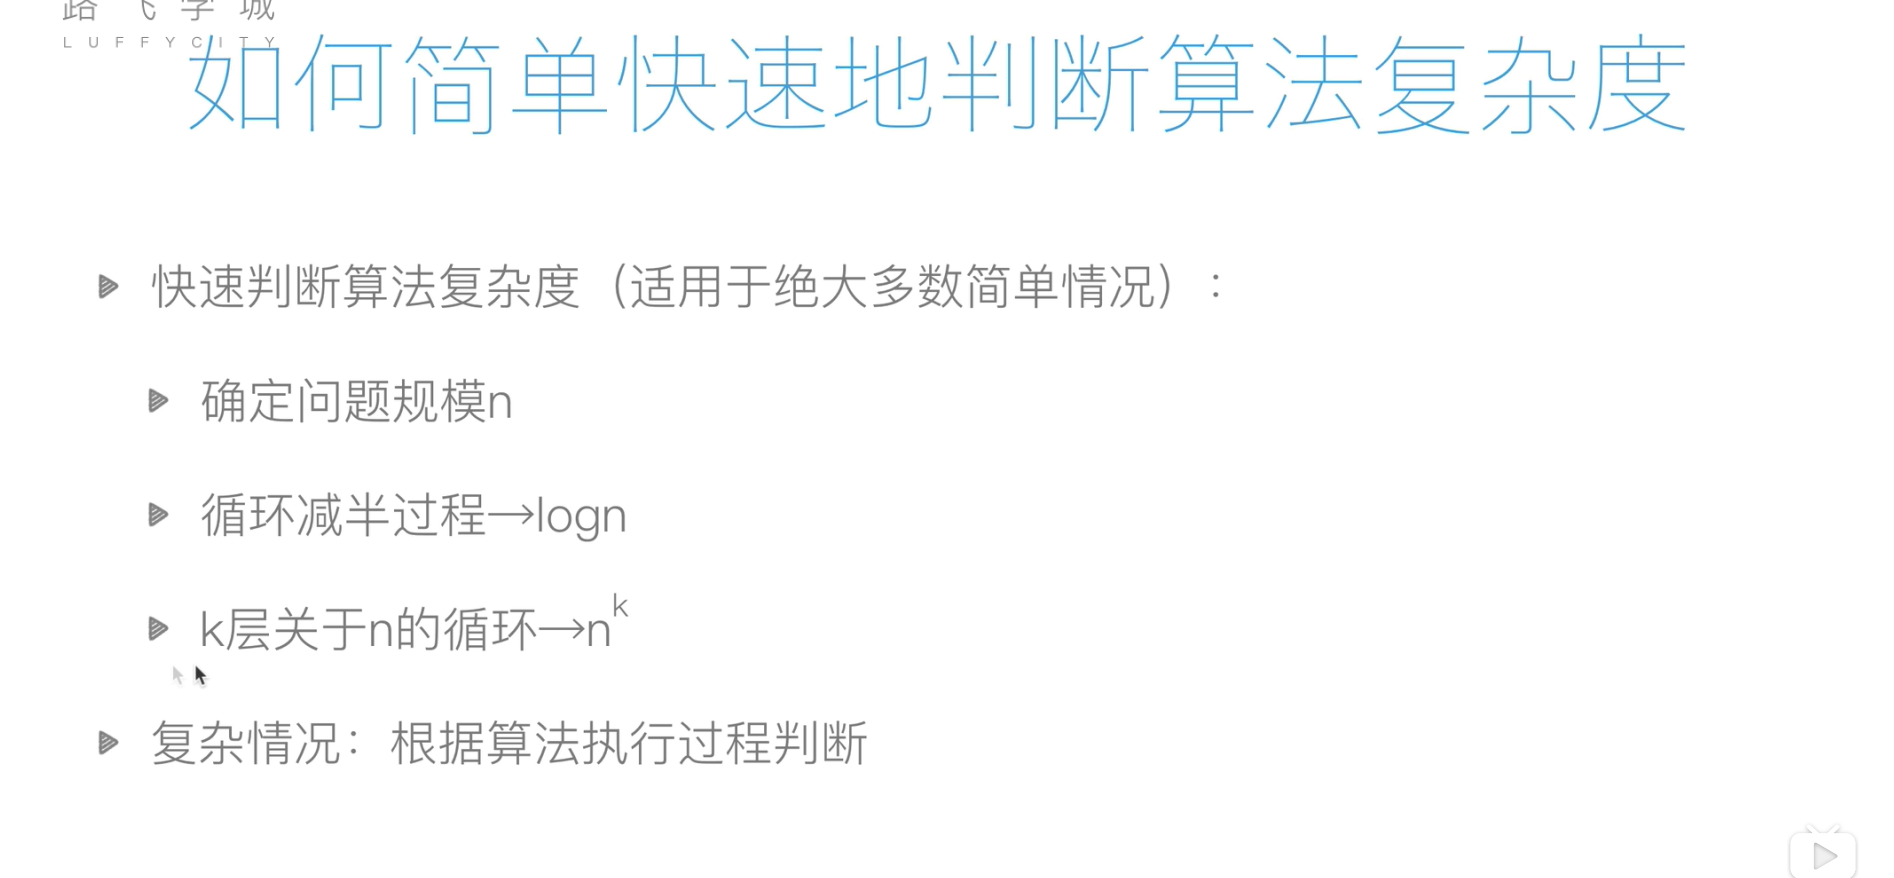 路飞学城
LUFFYCITY
如何简单快速地判断算法复杂度
快速判断算法复杂度（适用于绝大多数简单情况）：
确定问题规模n
循环减半过程→logn
k层关于n的循环→nᵏ
复杂情况：根据算法执行过程判断